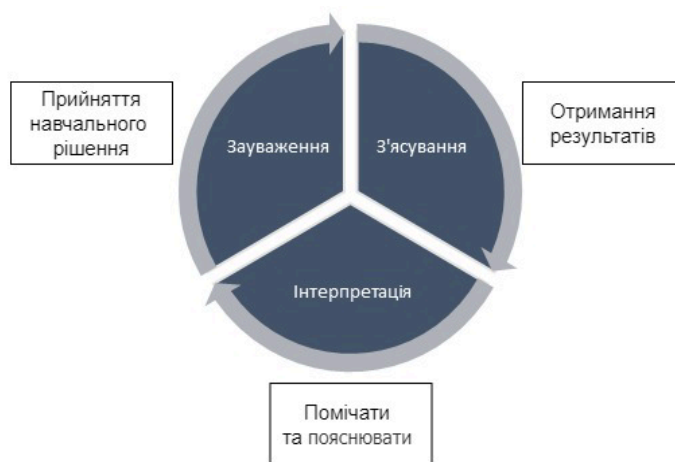 Прийняття
навчального
рішення
Зауваження
З'ясування
Отримання
результатів
Інтерпретація
Помічати
та пояснювати